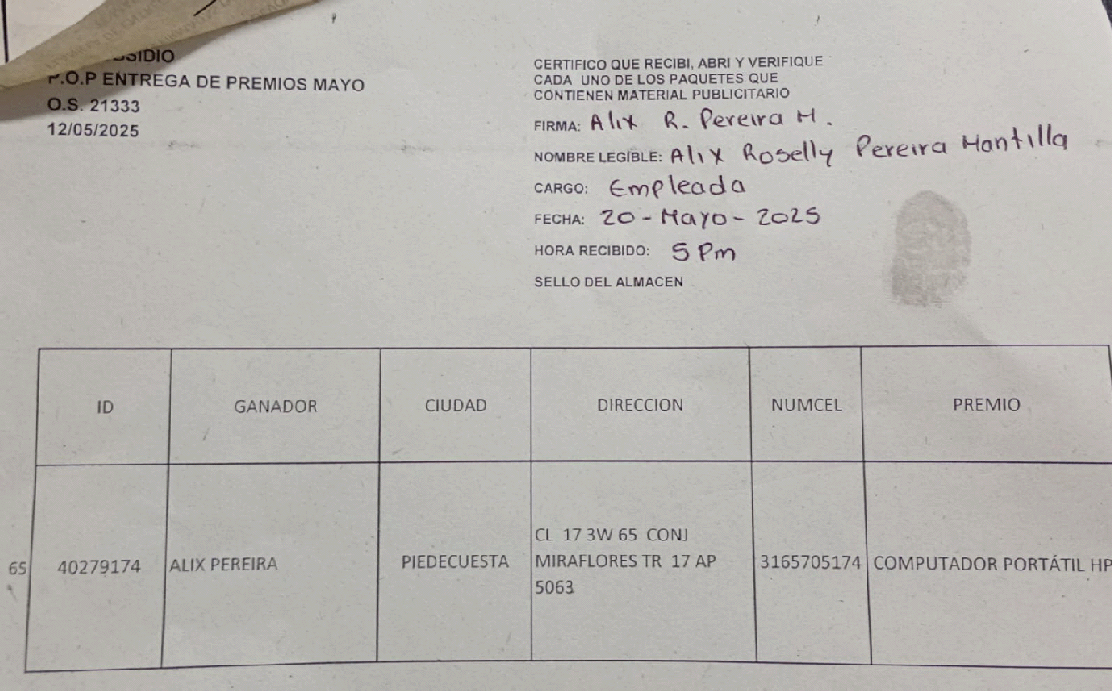 P.O.P ENTREGA DE PREMIOS MAYO
O.S. 21333
12/05/2025
CERTIFICO QUE RECIBI, ABRI Y VERIFIQUE
CADA UNO DE LOS PAQUETES QUE
CONTIENEN MATERIAL PUBLICITARIO
FIRMA: Alix R. Pereira M.
NOMBRE LEGIBLE: Alix Roselly Pereira Mantilla
CARGO: Empleada
FECHA: 20-Mayo-2025
HORA RECIBIDO: 5 Pm
SELLO DEL ALMACEN
ID GANADOR CIUDAD DIRECCION NUMCEL PREMIO
65 40279174 ALIX PEREIRA PIEDECUESTA CL 17 3W 65 CONJ
MIRAFLORES TR 17 AP
5063
3165705174 COMPUTADOR PORTÁTIL HP